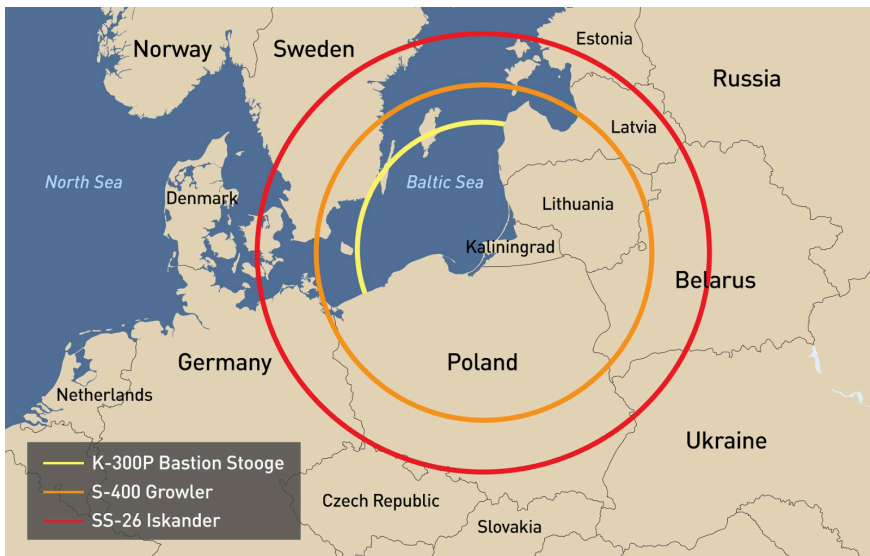 Norway
Sweden
Estonia
Russia
Latvia
North Sea
Baltic Sea
Denmark
Lithuania
Kaliningrad
Belarus
Germany
Poland
Netherlands
Ukraine
K-300P Bastion Stooge
S-400 Growler
SS-26 Iskander
Czech Republic
Slovakia